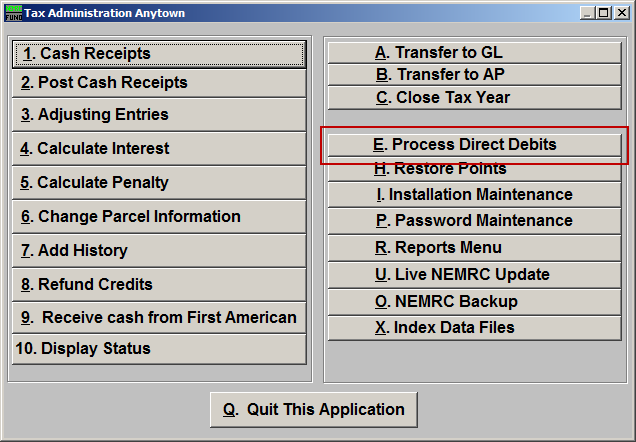 Tax Administration Anytown
FUND
1. Cash Receipts
2. Post Cash Receipts
3. Adjusting Entries
4. Calculate Interest
5. Calculate Penalty
6. Change Parcel Information
7. Add History
8. Refund Credits
9. Receive cash from First American
10. Display Status
A. Transfer to GL
B. Transfer to AP
C. Close Tax Year
E. Process Direct Debits
H. Restore Points
I. Installation Maintenance
P. Password Maintenance
R. Reports Menu
U. Live NEMRC Update
O. NEMRC Backup
X. Index Data Files
Q. Quit This Application